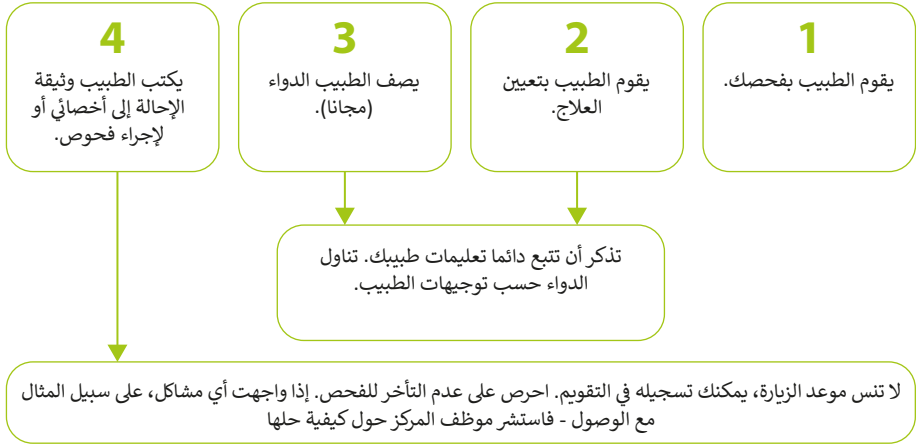 1
يقوم الطبيب بفحصك.
2
يقوم الطبيب بتعيين
العلاج.
3
يصف الطبيب الدواء
(مجانا).
4
يكتب الطبيب وثيقة
الإحالة إلى أخصائي أو
لإجراء فحوص.
تذكر أن تتبع دائما تعليمات طبيبك. تناول
الدواء حسب توجيهات الطبيب.
لا تنس موعد الزيارة، يمكنك تسجيله في التقويم. احرص على عدم التأخر للفحص. إذا واجهت أي مشاكل، على سبيل المثال
مع الوصول - فاستشر موظف المركز حول كيفية حلها